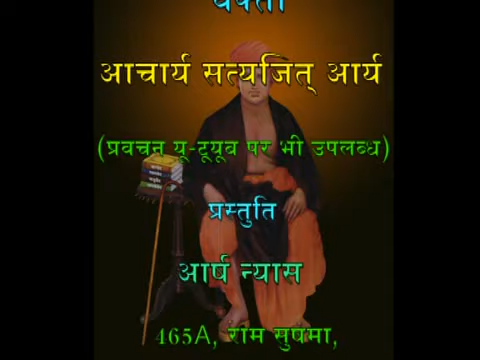 वक्ता
आचार्य सत्यजित् आर्य
(प्रवचन यू-टूयूब पर भी उपलब्ध)
प्रस्तुति
आर्ष न्यास
465A, राम सुषमा,